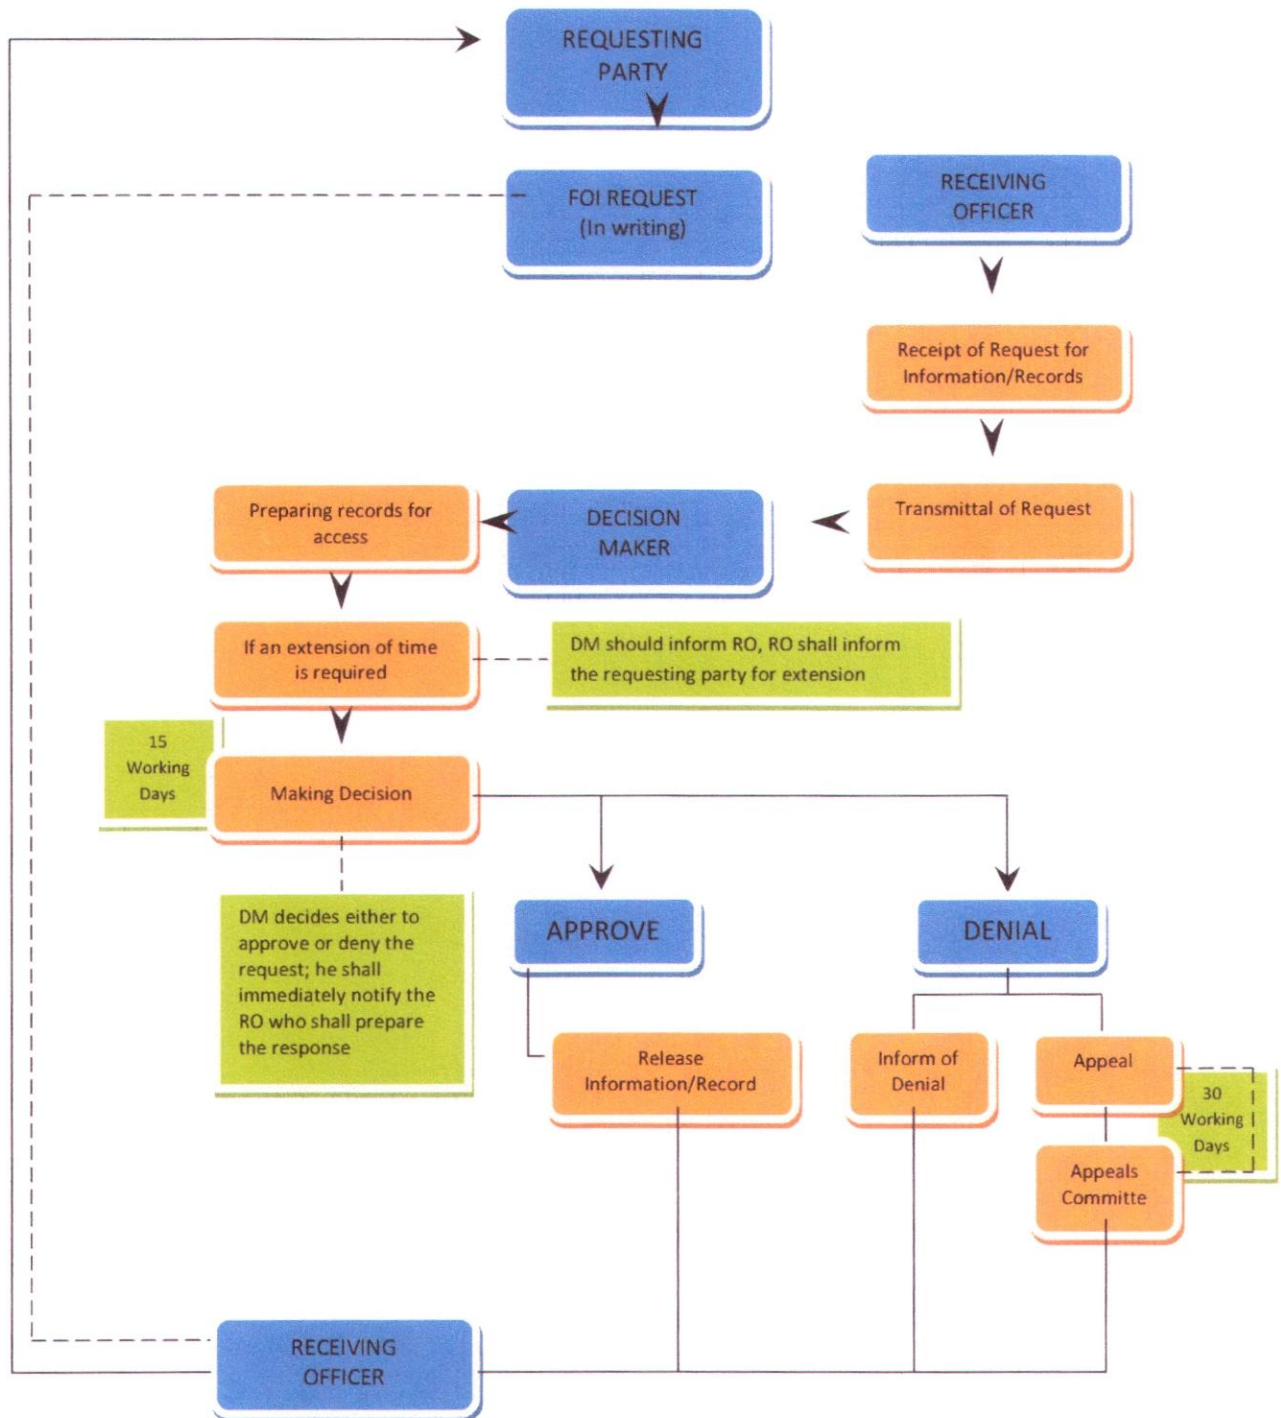 REQUESTING
PARTY
FOI REQUEST
(In writing)
RECEIVING
OFFICER
Receipt of Request for
Information/Records
Transmittal of Request
DECISION
MAKER
Preparing records for
access
If an extension of time
is required
DM should inform RO, RO shall inform
the requesting party for extension
15
Working
Days
Making Decision
DM decides either to
approve or deny the
request; he shall
immediately notify the
RO who shall prepare
the response
APPROVE
DENIAL
Release
Information/Record
Inform of
Denial
Appeal
30
Working
Days
Appeals
Committe
RECEIVING
OFFICER